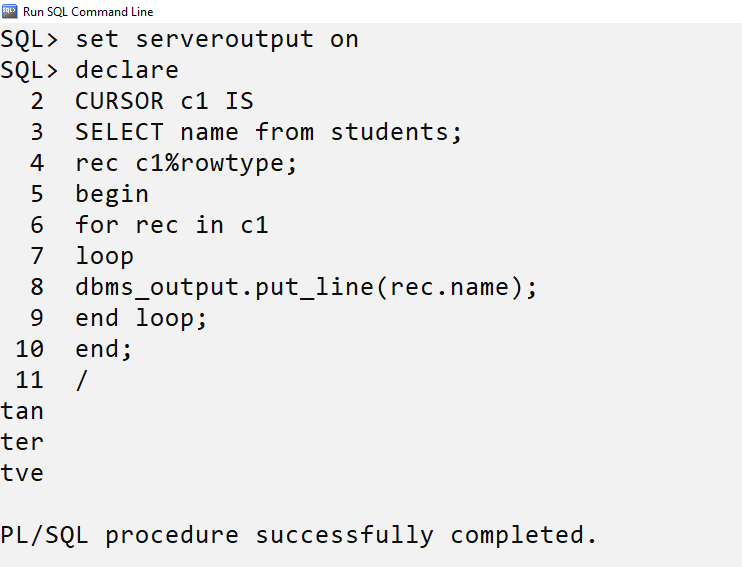 Run SQL Command Line
SQL> set serveroutput on
SQL> declare
2 CURSOR c1 IS
3 SELECT name from students;
4 rec c1%rowtype;
5 begin
6 for rec in c1
7 loop
8 dbms_output.put_line(rec.name);
9 end loop;
10 end;
11 /
tan
ter
tve
PL/SQL procedure successfully completed.